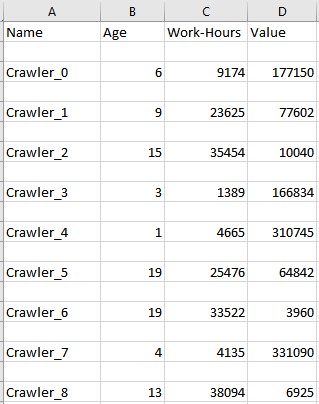 A B C D
Name Age Work-Hours Value
Crawler_0 6 9174 177150
Crawler_1 9 23625 77602
Crawler_2 15 35454 10040
Crawler_3 3 1389 166834
Crawler_4 1 4665 310745
Crawler_5 19 25476 64842
Crawler_6 19 33522 3960
Crawler_7 4 4135 331090
Crawler_8 13 38094 6925